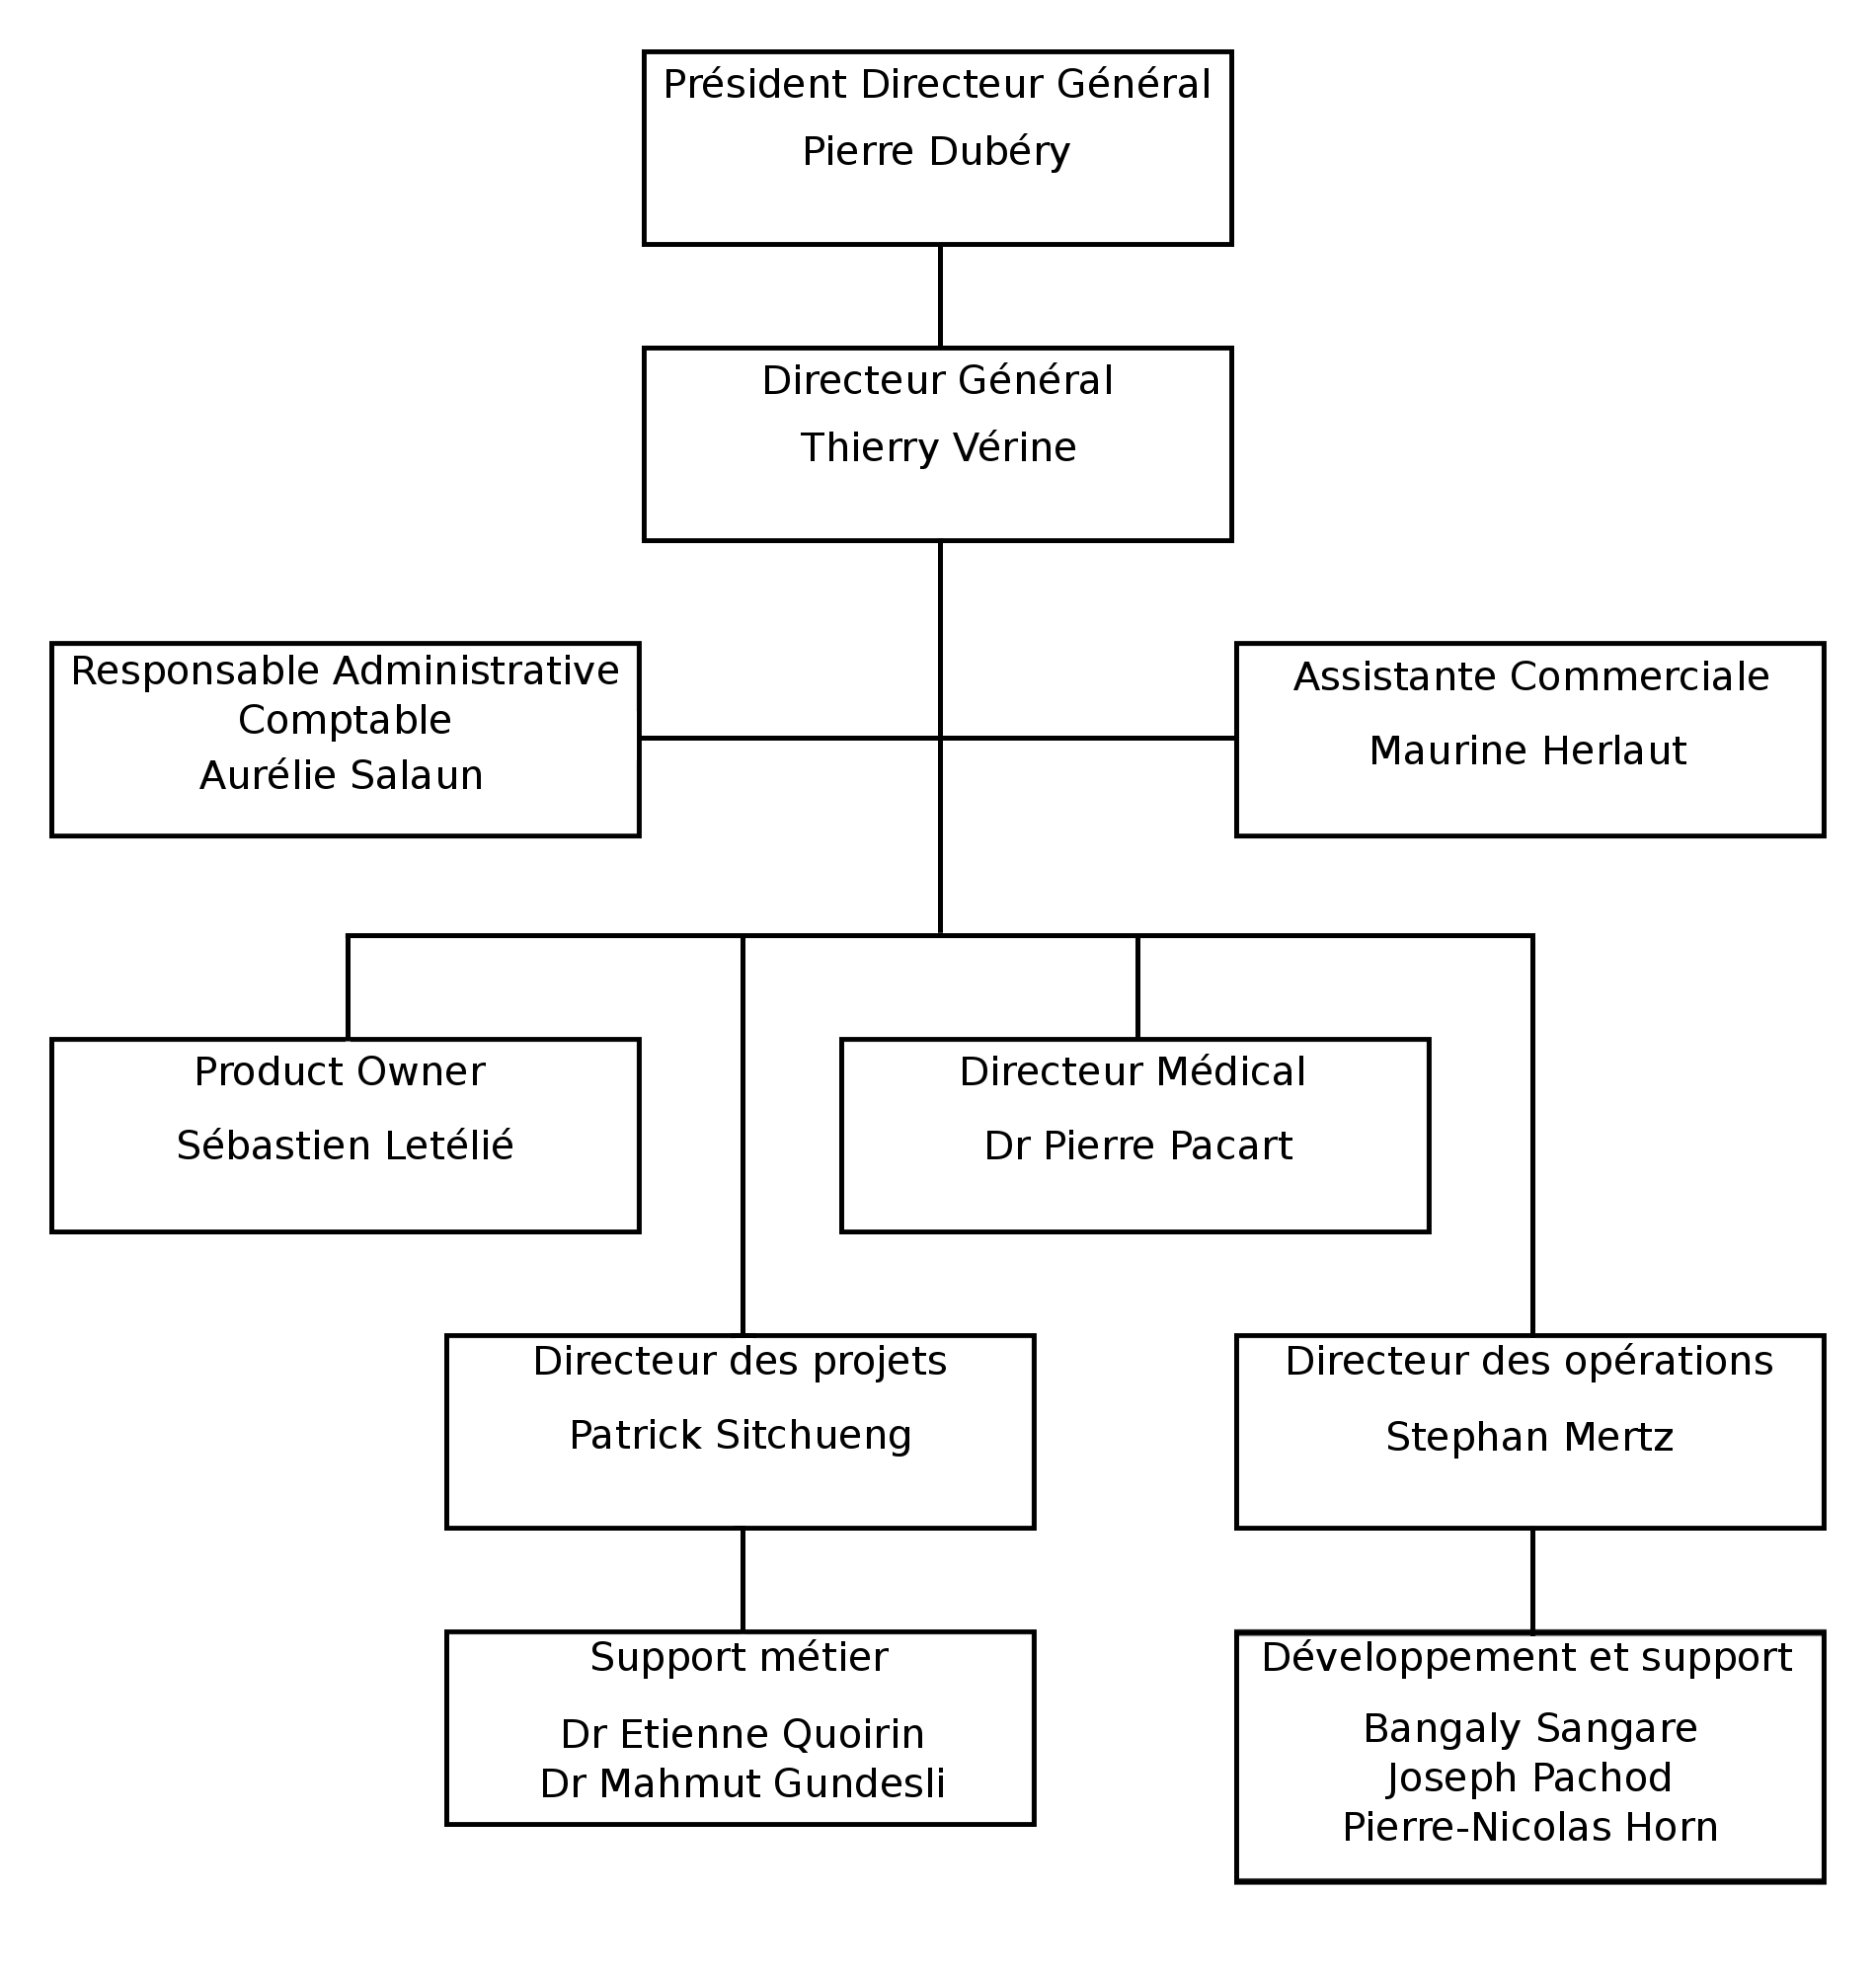 Président Directeur Général
Pierre Dubéry
Directeur Général
Thierry Vérine
Responsable Administrative
Comptable
Aurélie Salaun
Assistante Commerciale
Maurine Herlaut
Product Owner
Sébastien Letélié
Directeur Médical
Dr Pierre Pacart
Directeur des projets
Patrick Sitchueng
Directeur des opérations
Stephan Mertz
Support métier
Dr Etienne Quoirin
Dr Mahmut Gundesli
Développement et support
Bangaly Sangare
Joseph Pachod
Pierre-Nicolas Horn